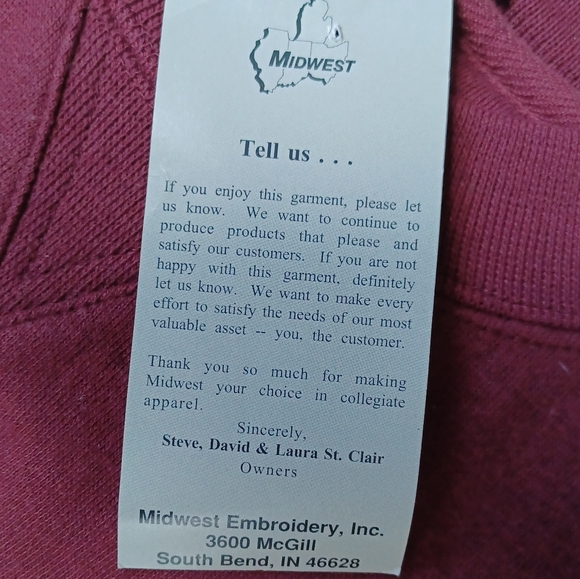 MIDWEST
Tell us . . .
If you enjoy this garment, please let
us know. We want to continue to
produce products that please and
satisfy our customers. If you are not
happy with this garment, definitely
let us know. We want to make every
effort to satisfy the needs of our most
valuable asset -- you, the customer.
Thank you so much for making
Midwest your choice in collegiate
apparel.
Sincerely,
Steve, David & Laura St. Clair
Owners
Midwest Embroidery, Inc.
3600 McGill
South Bend, IN 46628